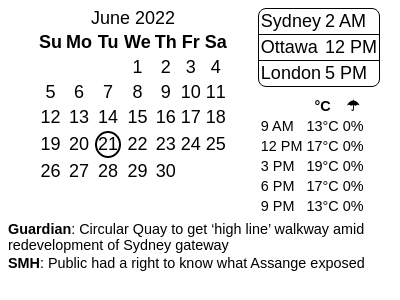 June 2022
Su Mo Tu We Th Fr Sa
1 2 3 4
5 6 7 8 9 10 11
12 13 14 15 16 17 18
19 20 21 22 23 24 25
26 27 28 29 30
Sydney 2 AM
Ottawa 12 PM
London 5 PM
°C ☂
9 AM 13°C 0%
12 PM 17°C 0%
3 PM 19°C 0%
6 PM 17°C 0%
9 PM 13°C 0%
Guardian: Circular Quay to get ‘high line’ walkway amid
redevelopment of Sydney gateway
SMH: Public had a right to know what Assange exposed